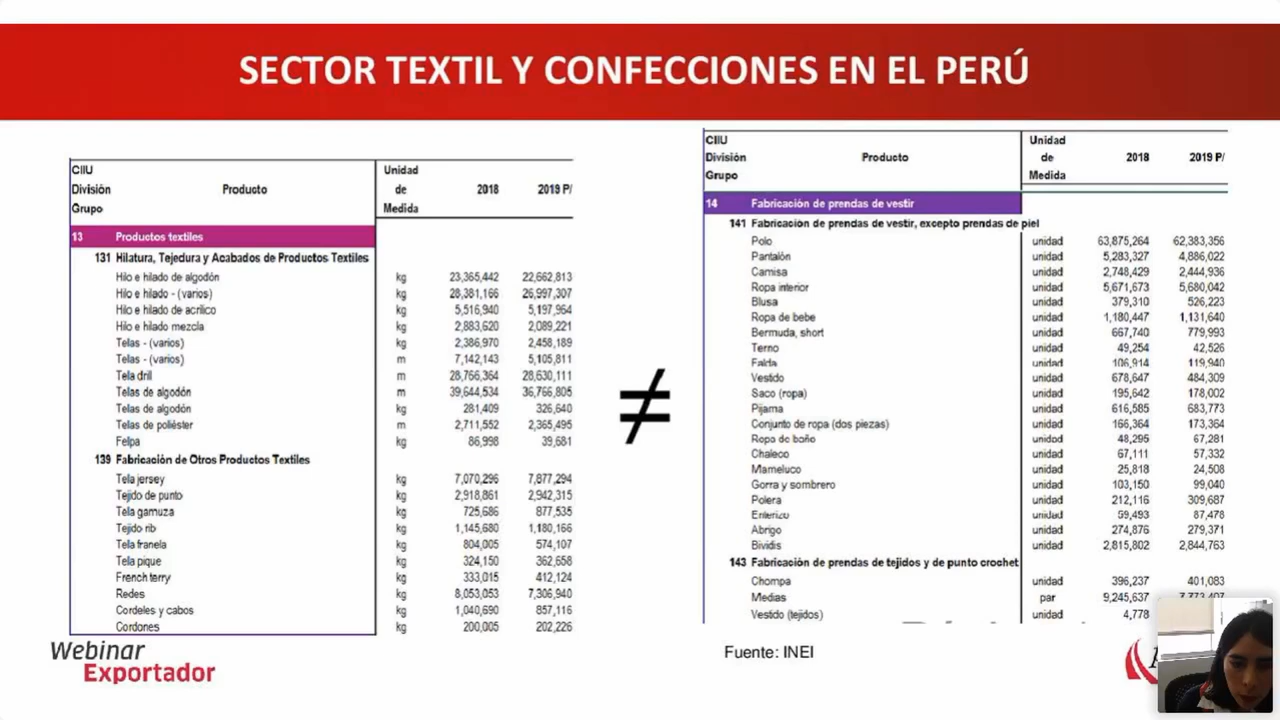 SECTOR TEXTIL Y CONFECCIONES EN EL PERÚ
CIIU División Grupo Producto Unidad de Medida 2018 2019 P/
13 Productos textiles
131 Hilatura, Tejedura y Acabados de Productos Textiles
Hilo e hilado de algodón kg 23,365,442 22,662,813
Hilo e hilado - (varios) kg 28,381,166 26,997,307
Hilo e hilado de acrilico kg 5,516,940 5,197,964
Hilo e hilado mezcla kg 2,883,620 2,089,221
Telas - (varios) kg 2,386,970 2,458,189
Telas - (varios) m 7,142,143 5,105,811
Tela dril m 28,766,364 28,630,111
Telas de algodón m 39,644,534 36,766,805
Telas de algodón kg 281,409 326,640
Telas de poliéster m 2,711,552 2,365,495
Felpa kg 86,998 39,681
139 Fabricación de Otros Productos Textiles
Tela jersey kg 7,070,296 7,877,294
Tejido de punto kg 2,918,861 2,942,315
Tela gamuza kg 725,686 877,535
Tejido rib kg 1,145,680 1,180,166
Tela franela kg 804,005 574,107
Tela pique kg 324,150 362,658
French terry kg 333,015 412,124
Redes kg 8,053,053 7,306,940
Cordeles y cabos kg 1,040,690 857,116
Cordones kg 200,005 202,226
≠
CIIU División Grupo Producto Unidad de Medida 2018 2019 P/
14 Fabricación de prendas de vestir
141 Fabricación de prendas de vestir, excepto prendas de piel
Polo unidad 63,875,264 62,383,356
Pantalón unidad 5,283,327 4,886,022
Camisa unidad 2,748,429 2,444,936
Ropa interior unidad 5,671,673 5,680,042
Blusa unidad 379,310 526,223
Ropa de bebe unidad 1,180,447 1,131,640
Bermuda, short unidad 667,740 779,993
Terno unidad 49,254 42,526
Falda unidad 106,914 119,940
Vestido unidad 678,647 484,309
Saco (ropa) unidad 195,642 178,002
Pijama unidad 616,585 683,773
Conjunto de ropa (dos piezas) unidad 166,364 173,364
Ropa de baño unidad 48,295 67,281
Chaleco unidad 67,111 57,332
Mameluco unidad 25,818 24,508
Gorra y sombrero unidad 103,150 99,040
Polera unidad 212,116 309,687
Enterizo unidad 59,493 87,478
Abrigo unidad 274,876 279,371
Bividis unidad 2,815,802 2,844,763
143 Fabricación de prendas de tejidos y de punto crochet
Chompa unidad 396,237 401,083
Medias par 9,245,637
Vestido (tejidos) unidad 4,778
Fuente: INEI
Webinar
Exportador